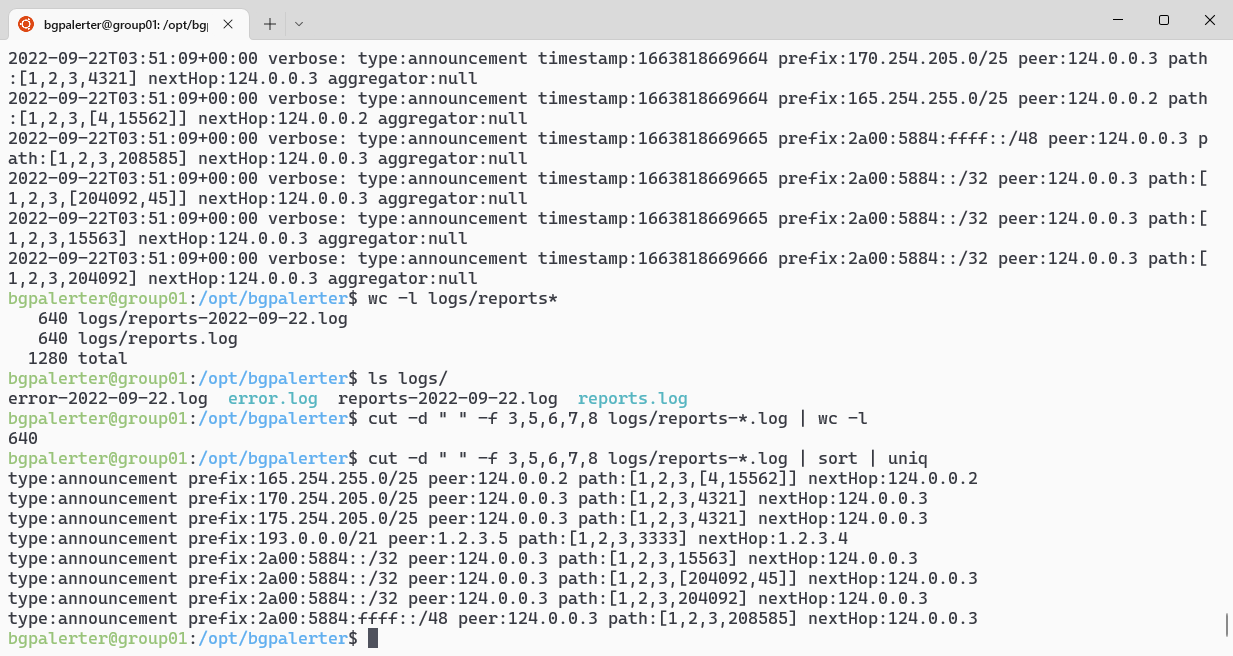 bgpalerter@group01: /opt/bgp
2022-09-22T03:51:09+00:00 verbose: type:announcement timestamp:1663818669664 prefix:170.254.205.0/25 peer:124.0.0.3 path
:[1,2,3,4321] nextHop:124.0.0.3 aggregator:null
2022-09-22T03:51:09+00:00 verbose: type:announcement timestamp:1663818669664 prefix:165.254.255.0/25 peer:124.0.0.2 path
:[1,2,3,[4,15562]] nextHop:124.0.0.2 aggregator:null
2022-09-22T03:51:09+00:00 verbose: type:announcement timestamp:1663818669665 prefix:2a00:5884:ffff::/48 peer:124.0.0.3 p
ath:[1,2,3,208585] nextHop:124.0.0.3 aggregator:null
2022-09-22T03:51:09+00:00 verbose: type:announcement timestamp:1663818669665 prefix:2a00:5884::/32 peer:124.0.0.3 path:[
1,2,3,[204092,45]] nextHop:124.0.0.3 aggregator:null
2022-09-22T03:51:09+00:00 verbose: type:announcement timestamp:1663818669665 prefix:2a00:5884::/32 peer:124.0.0.3 path:[
1,2,3,15563] nextHop:124.0.0.3 aggregator:null
2022-09-22T03:51:09+00:00 verbose: type:announcement timestamp:1663818669666 prefix:2a00:5884::/32 peer:124.0.0.3 path:[
1,2,3,204092] nextHop:124.0.0.3 aggregator:null
bgpalerter@group01:/opt/bgpalerter$ wc -l logs/reports*
   640 logs/reports-2022-09-22.log
   640 logs/reports.log
  1280 total
bgpalerter@group01:/opt/bgpalerter$ ls logs/
error-2022-09-22.log  error.log  reports-2022-09-22.log  reports.log
bgpalerter@group01:/opt/bgpalerter$ cut -d " " -f 3,5,6,7,8 logs/reports-*.log | wc -l
640
bgpalerter@group01:/opt/bgpalerter$ cut -d " " -f 3,5,6,7,8 logs/reports-*.log | sort | uniq
type:announcement prefix:165.254.255.0/25 peer:124.0.0.2 path:[1,2,3,[4,15562]] nextHop:124.0.0.2
type:announcement prefix:170.254.205.0/25 peer:124.0.0.3 path:[1,2,3,4321] nextHop:124.0.0.3
type:announcement prefix:175.254.205.0/25 peer:124.0.0.3 path:[1,2,3,4321] nextHop:124.0.0.3
type:announcement prefix:193.0.0.0/21 peer:1.2.3.5 path:[1,2,3,3333] nextHop:1.2.3.4
type:announcement prefix:2a00:5884::/32 peer:124.0.0.3 path:[1,2,3,15563] nextHop:124.0.0.3
type:announcement prefix:2a00:5884::/32 peer:124.0.0.3 path:[1,2,3,[204092,45]] nextHop:124.0.0.3
type:announcement prefix:2a00:5884::/32 peer:124.0.0.3 path:[1,2,3,204092] nextHop:124.0.0.3
type:announcement prefix:2a00:5884:ffff::/48 peer:124.0.0.3 path:[1,2,3,208585] nextHop:124.0.0.3
bgpalerter@group01:/opt/bgpalerter$